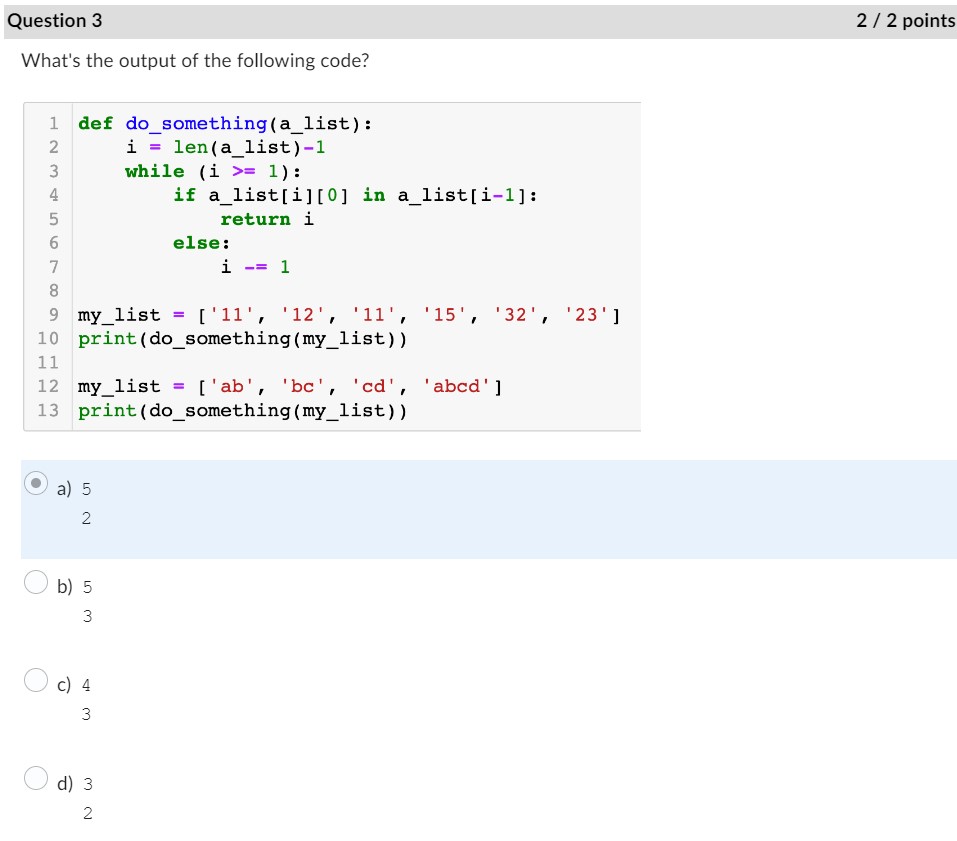 Question 3 2 / 2 points
What's the output of the following code?
1 def do_something(a_list):
2     i = len(a_list)-1
3     while (i >= 1):
4         if a_list[i][0] in a_list[i-1]:
5             return i
6         else:
7             i -= 1
8
9 my_list = ['11', '12', '11', '15', '32', '23']
10 print(do_something(my_list))
11
12 my_list = ['ab', 'bc', 'cd', 'abcd']
13 print(do_something(my_list))
a) 5
2
b) 5
3
c) 4
3
d) 3
2